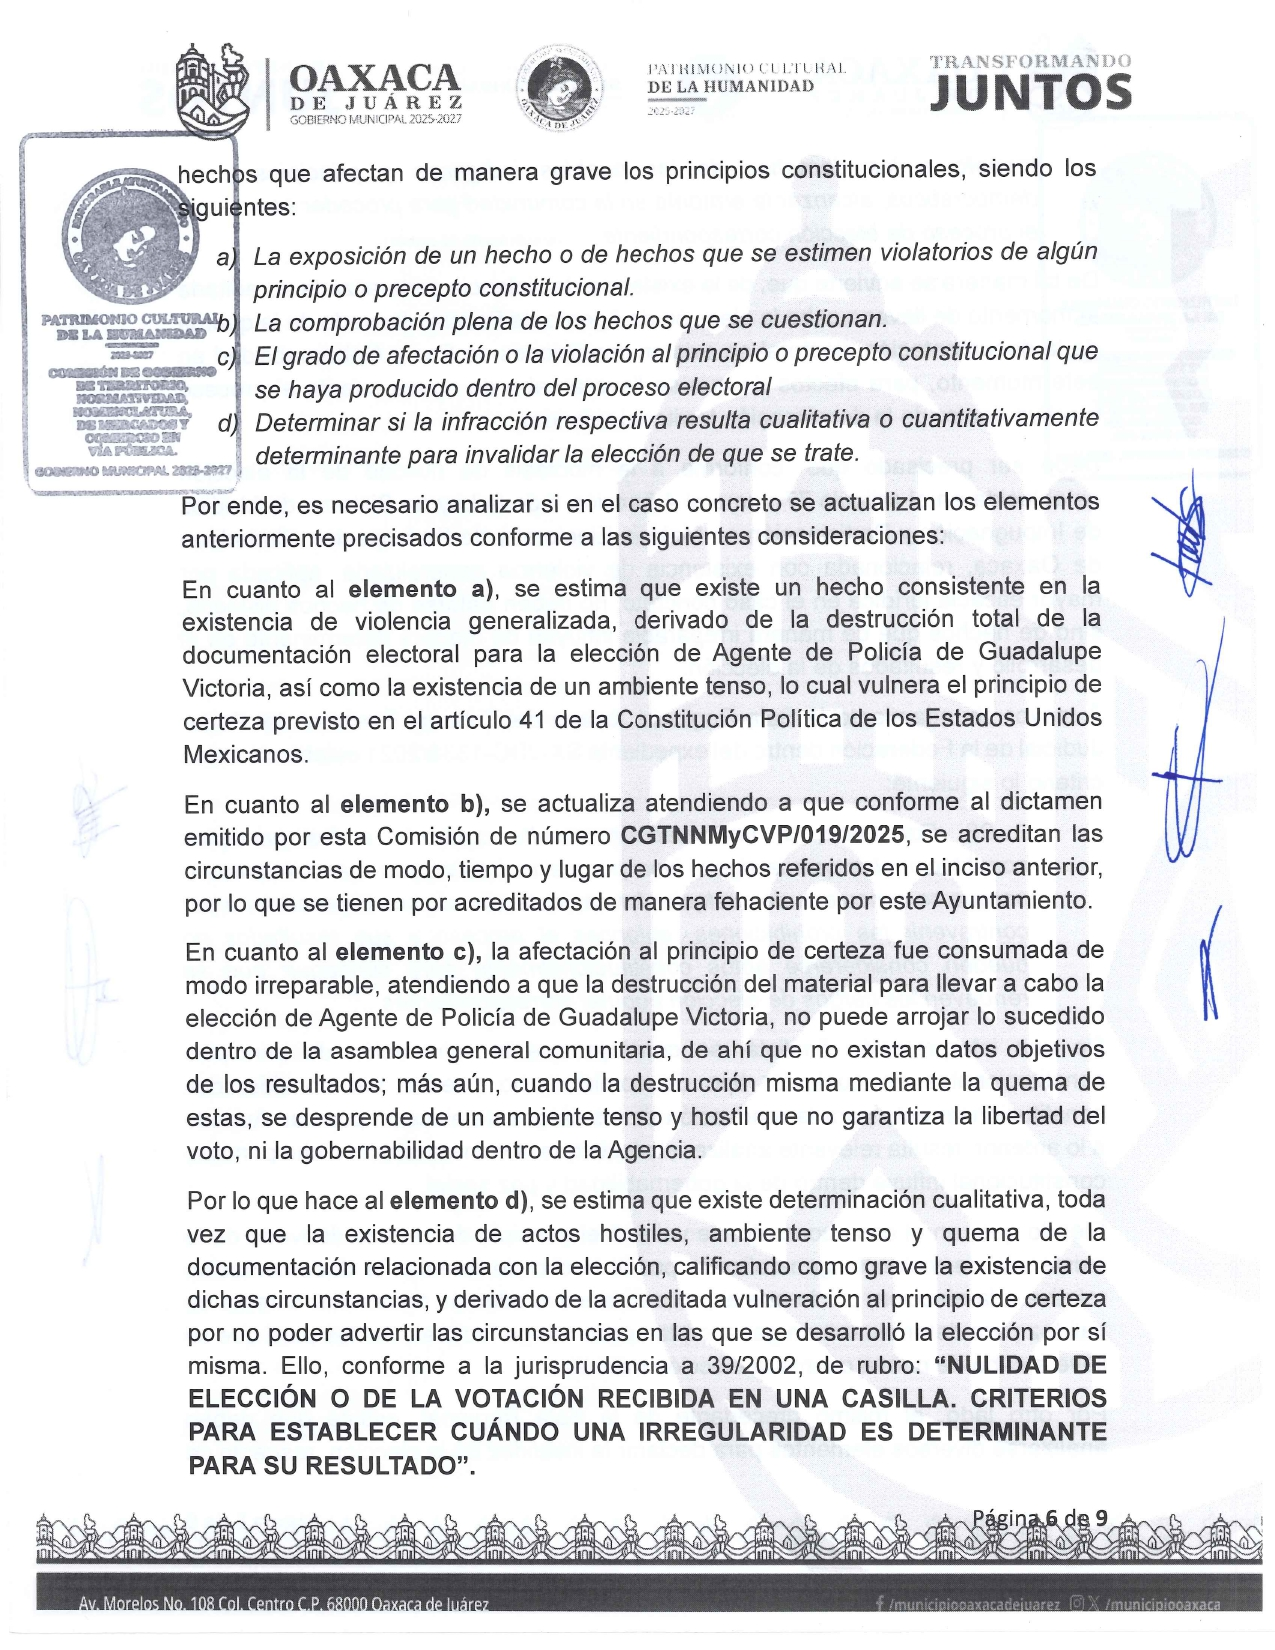 OAXACA
DE JUÁREZ
GOBIERNO MUNICIPAL 2025-2027
PATRIMONIO CULTURAL
DE LA HUMANIDAD
2025-2027
TRANSFORMANDO
JUNTOS
hechos que afectan de manera grave los principios constitucionales, siendo los
siguientes:
a) La exposición de un hecho o de hechos que se estimen violatorios de algún
principio o precepto constitucional.
b) La comprobación plena de los hechos que se cuestionan.
c) El grado de afectación o la violación al principio o precepto constitucional que
se haya producido dentro del proceso electoral
d) Determinar si la infracción respectiva resulta cualitativa o cuantitativamente
determinante para invalidar la elección de que se trate.
PATRIMONIO CULTURAL
DE LA HUMANIDAD
2025-2027
COMISIÓN DE GOBIERNO
DE TERRITORIO,
NORMATIVIDAD,
NOMENCLATURA,
DE MERCADOS Y
COMERCIO EN
VÍA PÚBLICA.
GOBIERNO MUNICIPAL 2025-2027
Por ende, es necesario analizar si en el caso concreto se actualizan los elementos
anteriormente precisados conforme a las siguientes consideraciones:
En cuanto al elemento a), se estima que existe un hecho consistente en la
existencia de violencia generalizada, derivado de la destrucción total de la
documentación electoral para la elección de Agente de Policía de Guadalupe
Victoria, así como la existencia de un ambiente tenso, lo cual vulnera el principio de
certeza previsto en el artículo 41 de la Constitución Política de los Estados Unidos
Mexicanos.
En cuanto al elemento b), se actualiza atendiendo a que conforme al dictamen
emitido por esta Comisión de número CGTNNMyCVP/019/2025, se acreditan las
circunstancias de modo, tiempo y lugar de los hechos referidos en el inciso anterior,
por lo que se tienen por acreditados de manera fehaciente por este Ayuntamiento.
En cuanto al elemento c), la afectación al principio de certeza fue consumada de
modo irreparable, atendiendo a que la destrucción del material para llevar a cabo la
elección de Agente de Policía de Guadalupe Victoria, no puede arrojar lo sucedido
dentro de la asamblea general comunitaria, de ahí que no existan datos objetivos
de los resultados; más aún, cuando la destrucción misma mediante la quema de
estas, se desprende de un ambiente tenso y hostil que no garantiza la libertad del
voto, ni la gobernabilidad dentro de la Agencia.
Por lo que hace al elemento d), se estima que existe determinación cualitativa, toda
vez que la existencia de actos hostiles, ambiente tenso y quema de la
documentación relacionada con la elección, calificando como grave la existencia de
dichas circunstancias, y derivado de la acreditada vulneración al principio de certeza
por no poder advertir las circunstancias en las que se desarrolló la elección por sí
misma. Ello, conforme a la jurisprudencia a 39/2002, de rubro: “NULIDAD DE
ELECCIÓN O DE LA VOTACIÓN RECIBIDA EN UNA CASILLA. CRITERIOS
PARA ESTABLECER CUÁNDO UNA IRREGULARIDAD ES DETERMINANTE
PARA SU RESULTADO”.
Página 6 de 9
Av. Morelos No. 108 Col. Centro C.P. 68000 Oaxaca de Juárez
/municipiooaxacadejuarez
/municipiooaxaca